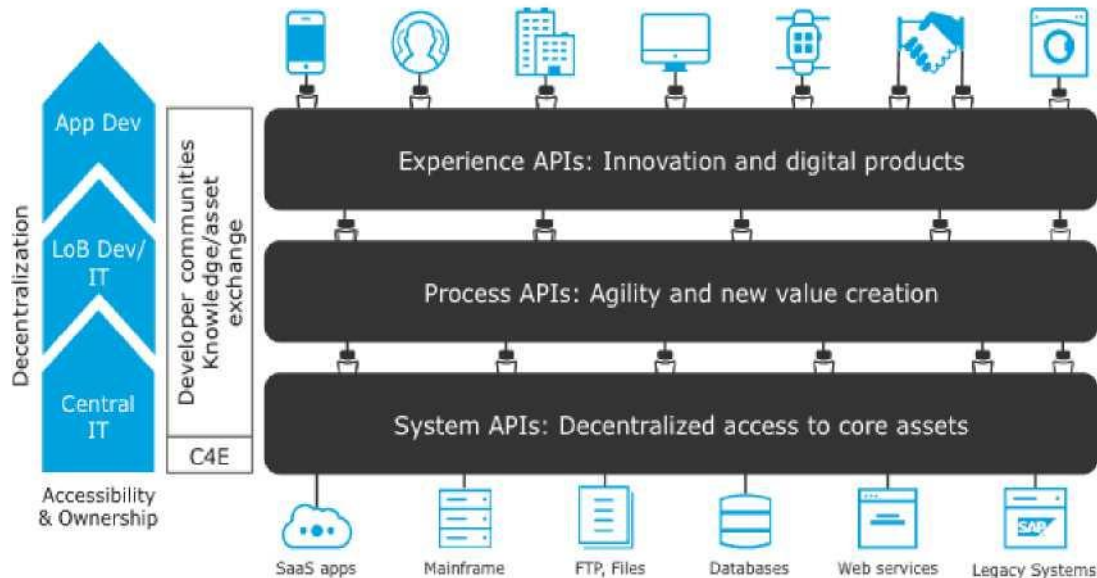 Decentralization
App Dev
LoB Dev/
IT
Central
IT
Accessibility
& Ownership
Developer communities
Knowledge/asset
exchange
C4E
Experience APIs: Innovation and digital products
Process APIs: Agility and new value creation
System APIs: Decentralized access to core assets
SaaS apps
Mainframe
FTP, Files
Databases
Web services
SAP
Legacy Systems